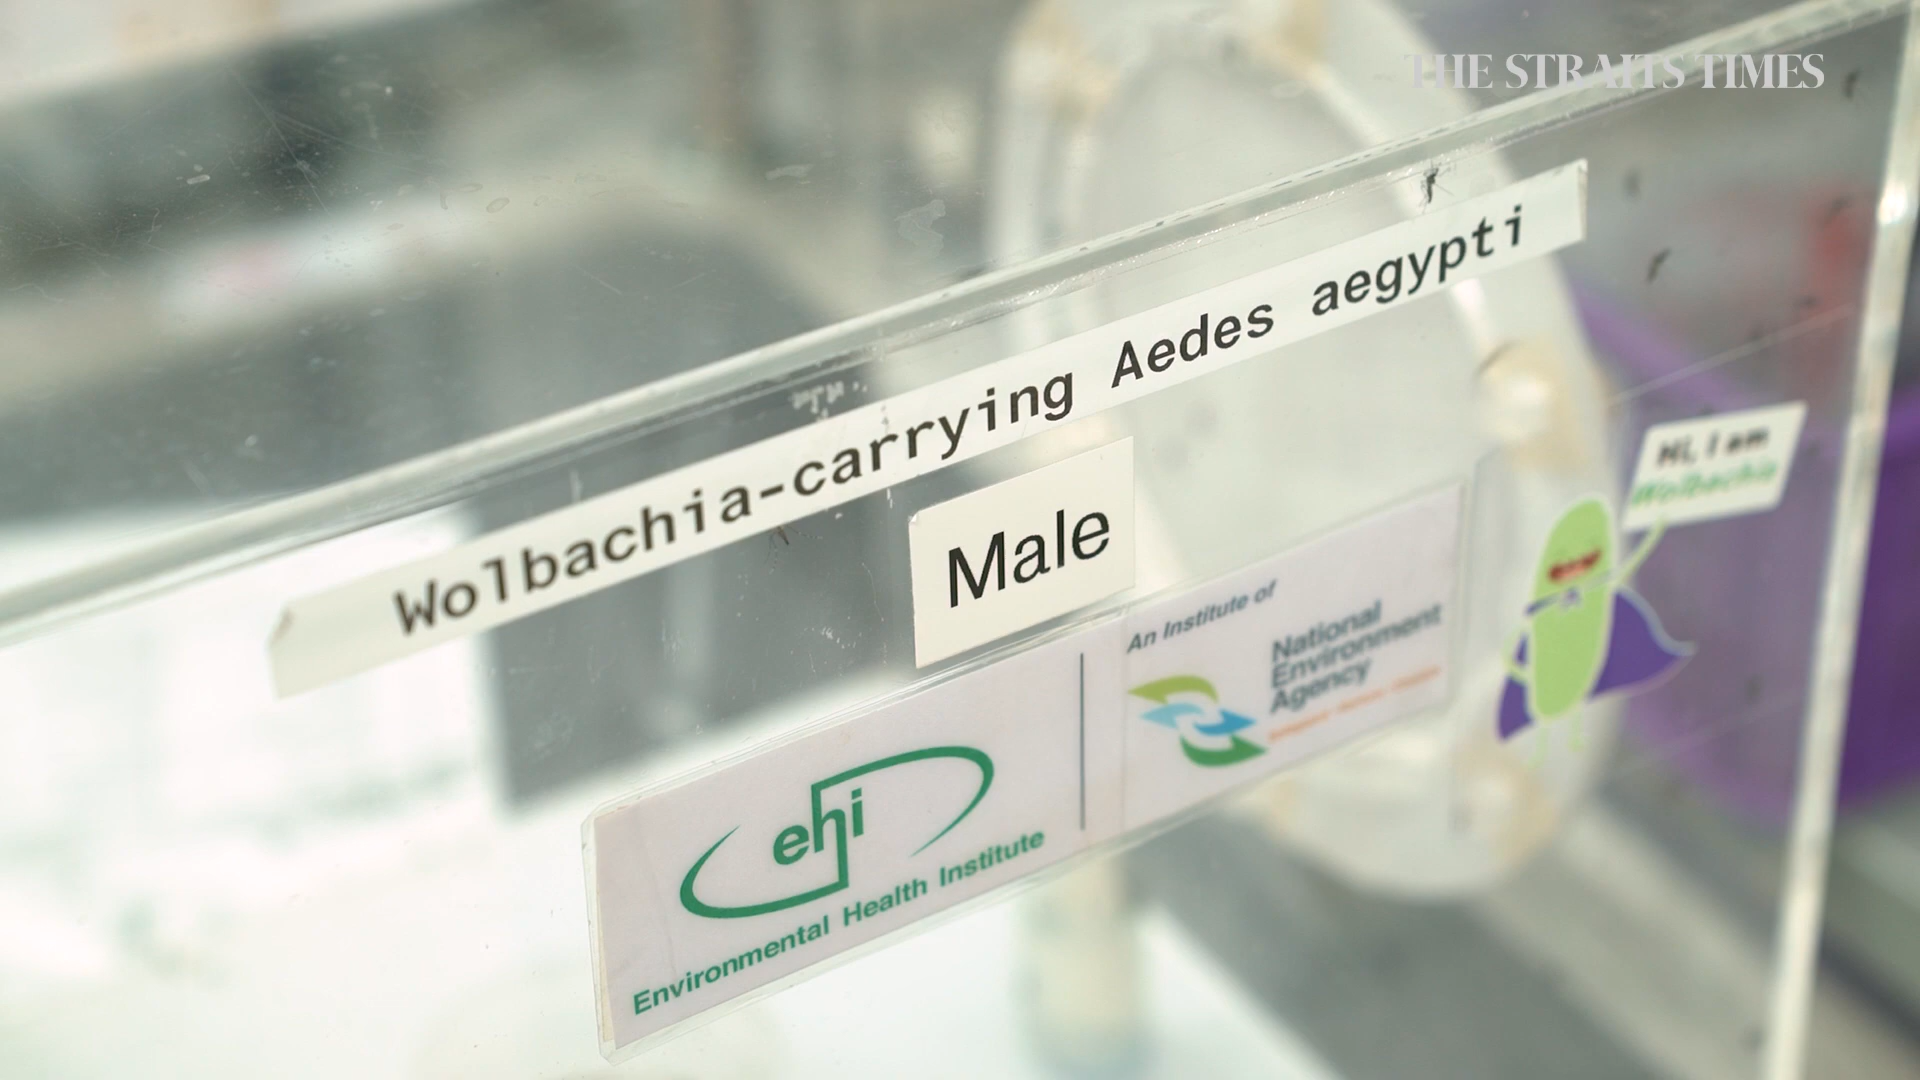 THE STRAITS TIMES
Wolbachia-carrying Aedes aegypti
Male
Hi, I am
Wolbachia
An Institute of
National
Environment
Agency
ehi
Environmental Health Institute